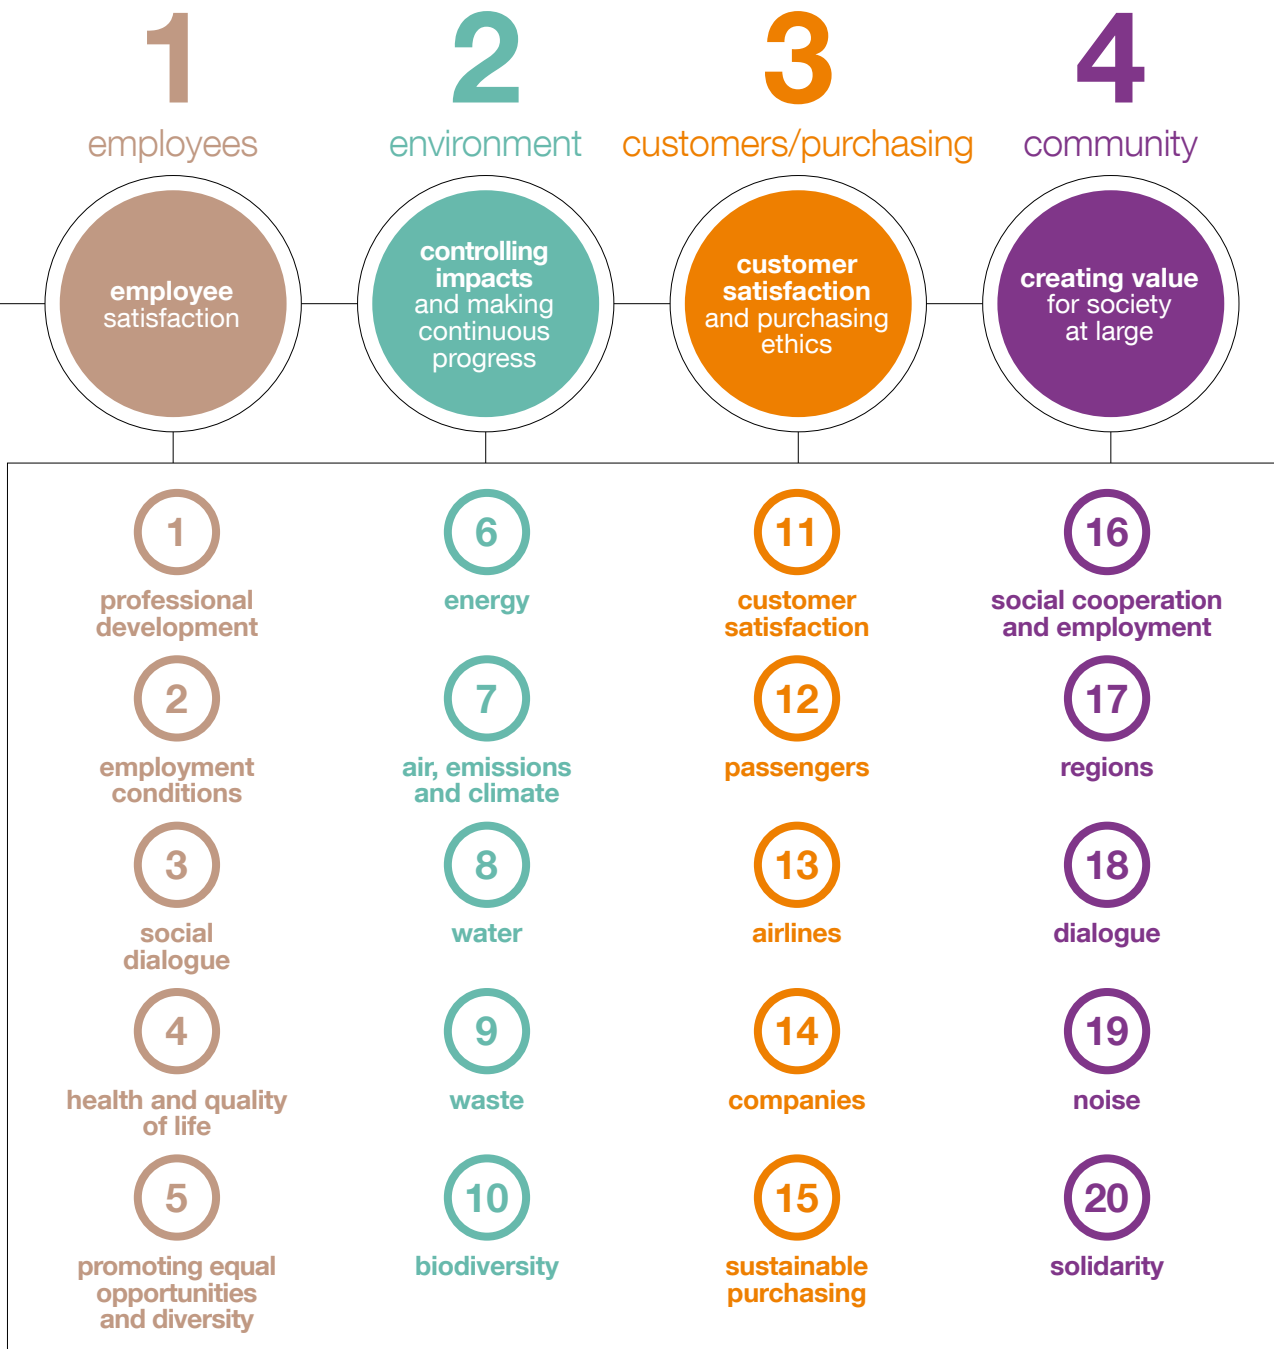 1
employees
employee
satisfaction
1
professional
development
2
employment
conditions
3
social
dialogue
4
health and quality
of life
5
promoting equal
opportunities
and diversity
2
environment
controlling
impacts
and making
continuous
progress
6
energy
7
air, emissions
and climate
8
water
9
waste
10
biodiversity
3
customers/purchasing
customer
satisfaction
and purchasing
ethics
11
customer
satisfaction
12
passengers
13
airlines
14
companies
15
sustainable
purchasing
4
community
creating value
for society
at large
16
social cooperation
and employment
17
regions
18
dialogue
19
noise
20
solidarity